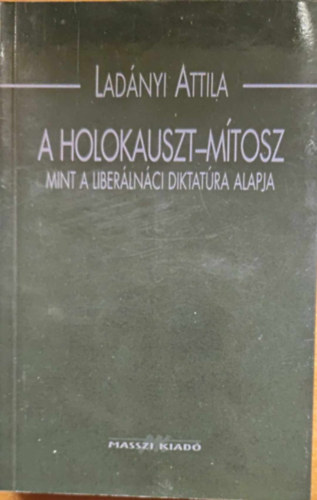 LADÁNYI ATTILA
A HOLOKAUSZT–MÍTOSZ
MINT A LIBERÁLNÁCI DIKTATÚRA ALAPJA
MASSZI KIADÓ